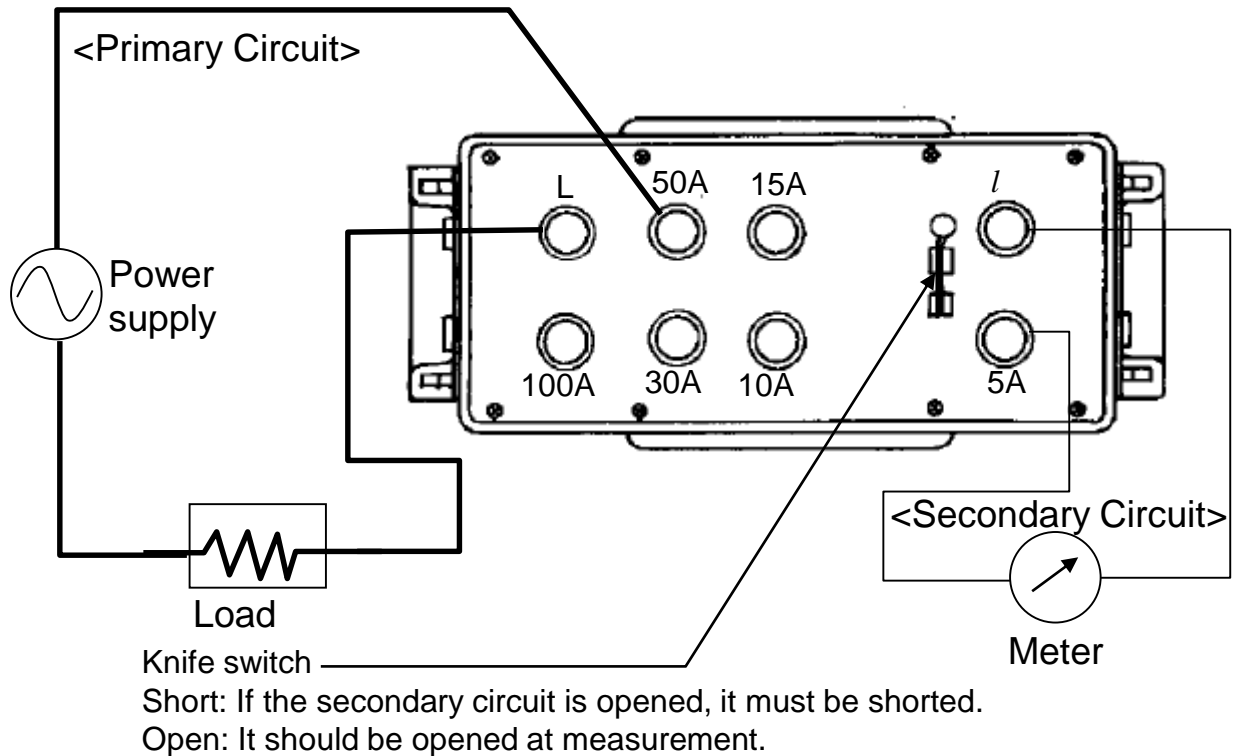 <Primary Circuit>
L
50A
15A
l
Power
supply
100A
30A
10A
5A
<Secondary Circuit>
Load
Meter
Knife switch
Short: If the secondary circuit is opened, it must be shorted.
Open: It should be opened at measurement.